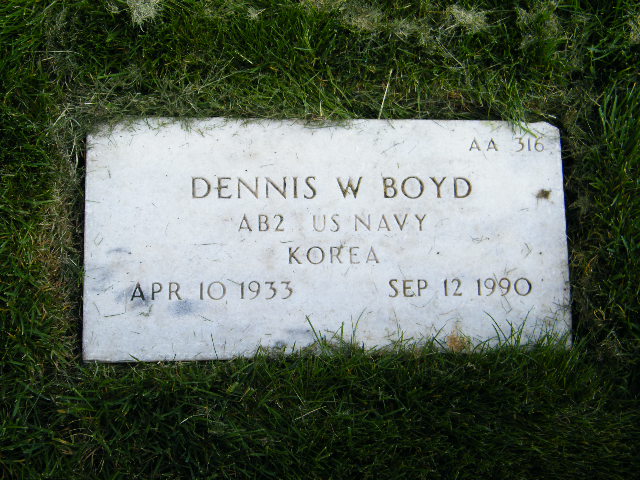 AA 316
DENNIS W BOYD
AB2 US NAVY
KOREA
APR 10 1933 SEP 12 1990